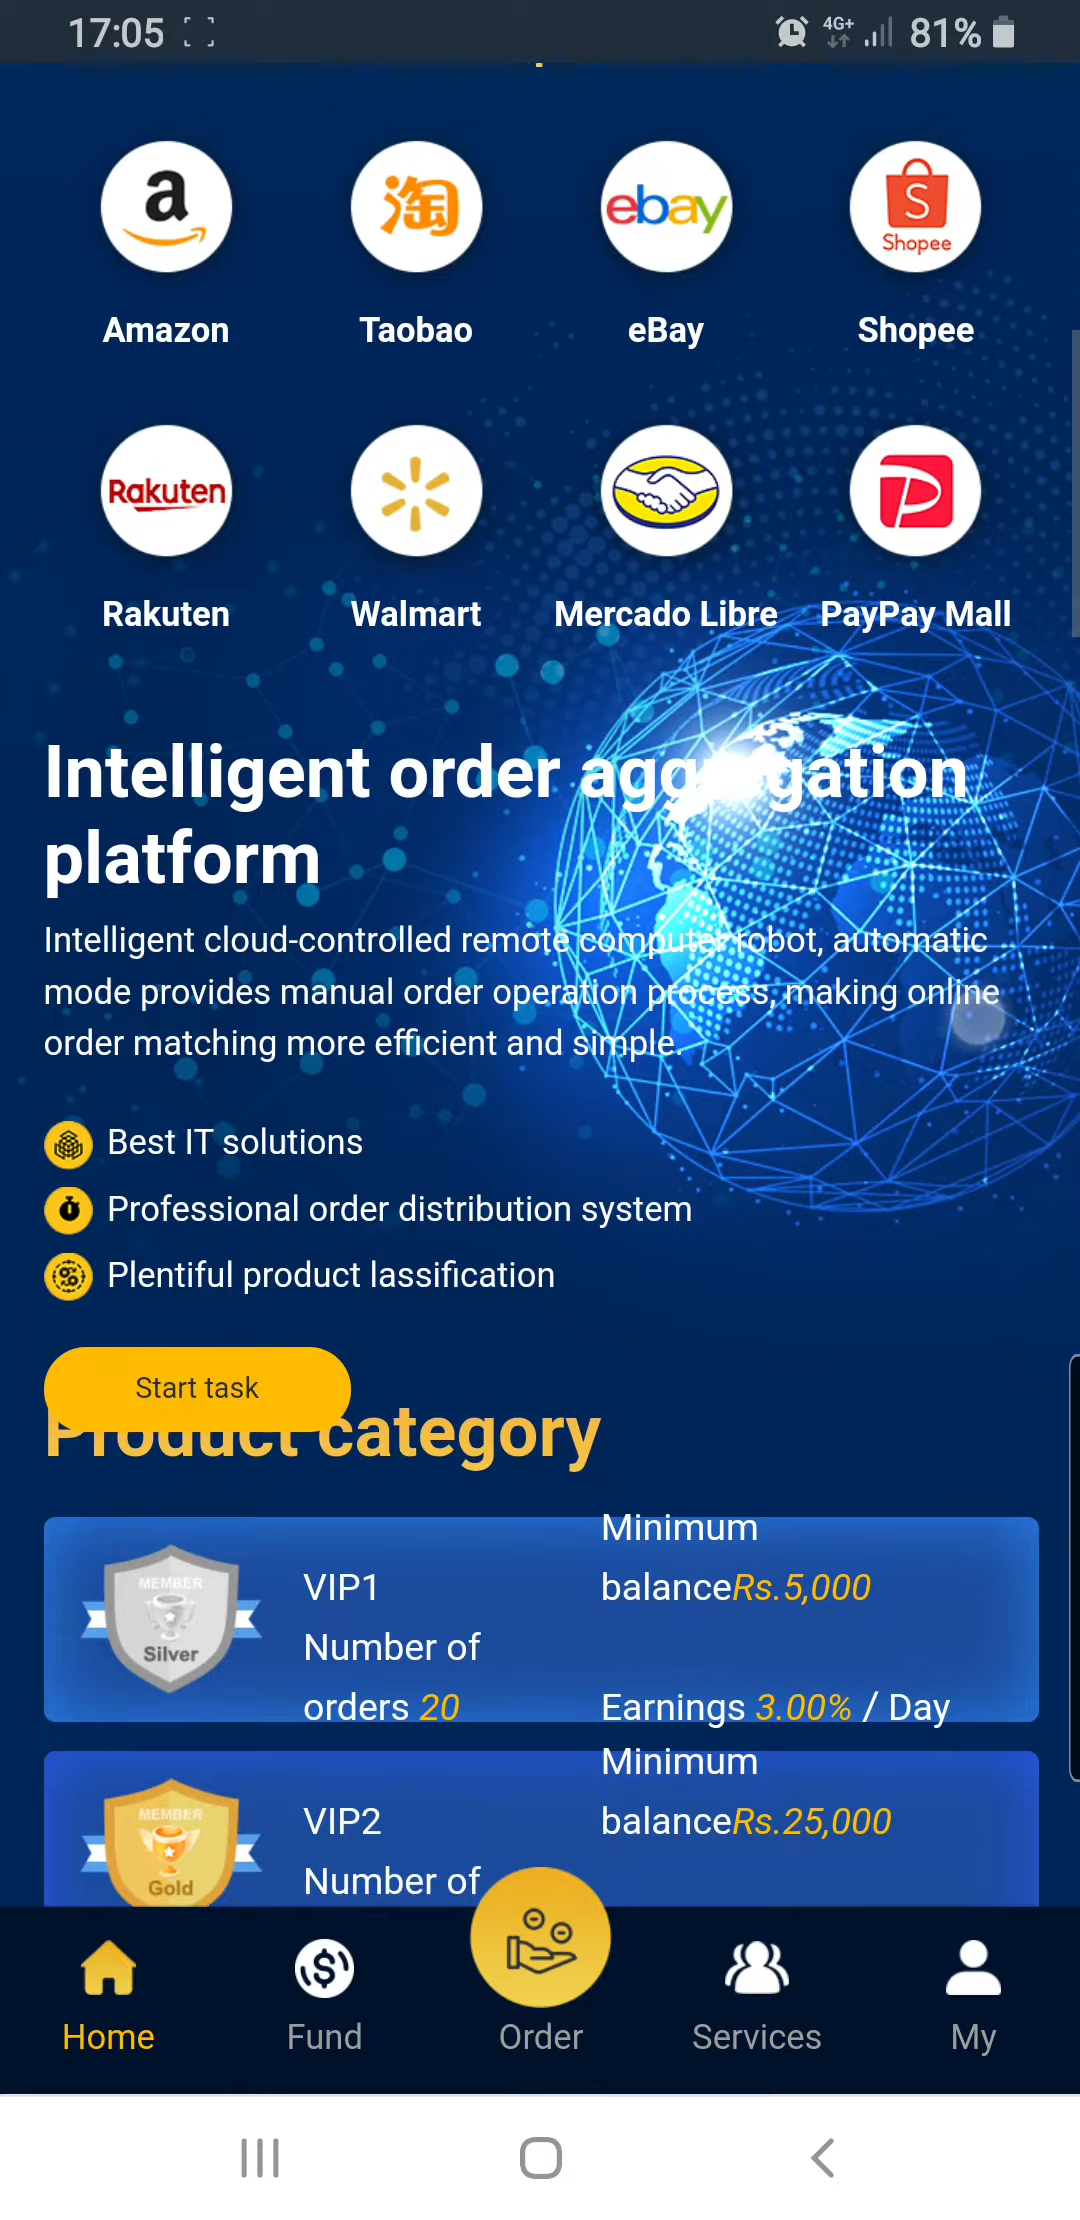 17:05 4G+ 81%
a 淘 ebay S Shopee
Amazon Taobao eBay Shopee
Rakuten
Rakuten Walmart Mercado Libre PayPay Mall
Intelligent order aggregation
platform
Intelligent cloud-controlled remote computer robot, automatic
mode provides manual order operation process, making online
order matching more efficient and simple.
Best IT solutions
Professional order distribution system
Plentiful product lassification
Start task
Product category
MEMBER
Silver
VIP1
Number of
orders 20
Minimum
balanceRs.5,000
Earnings 3.00% / Day
MEMBER
Gold
VIP2
Number of
Minimum
balanceRs.25,000
Home Fund Order Services My